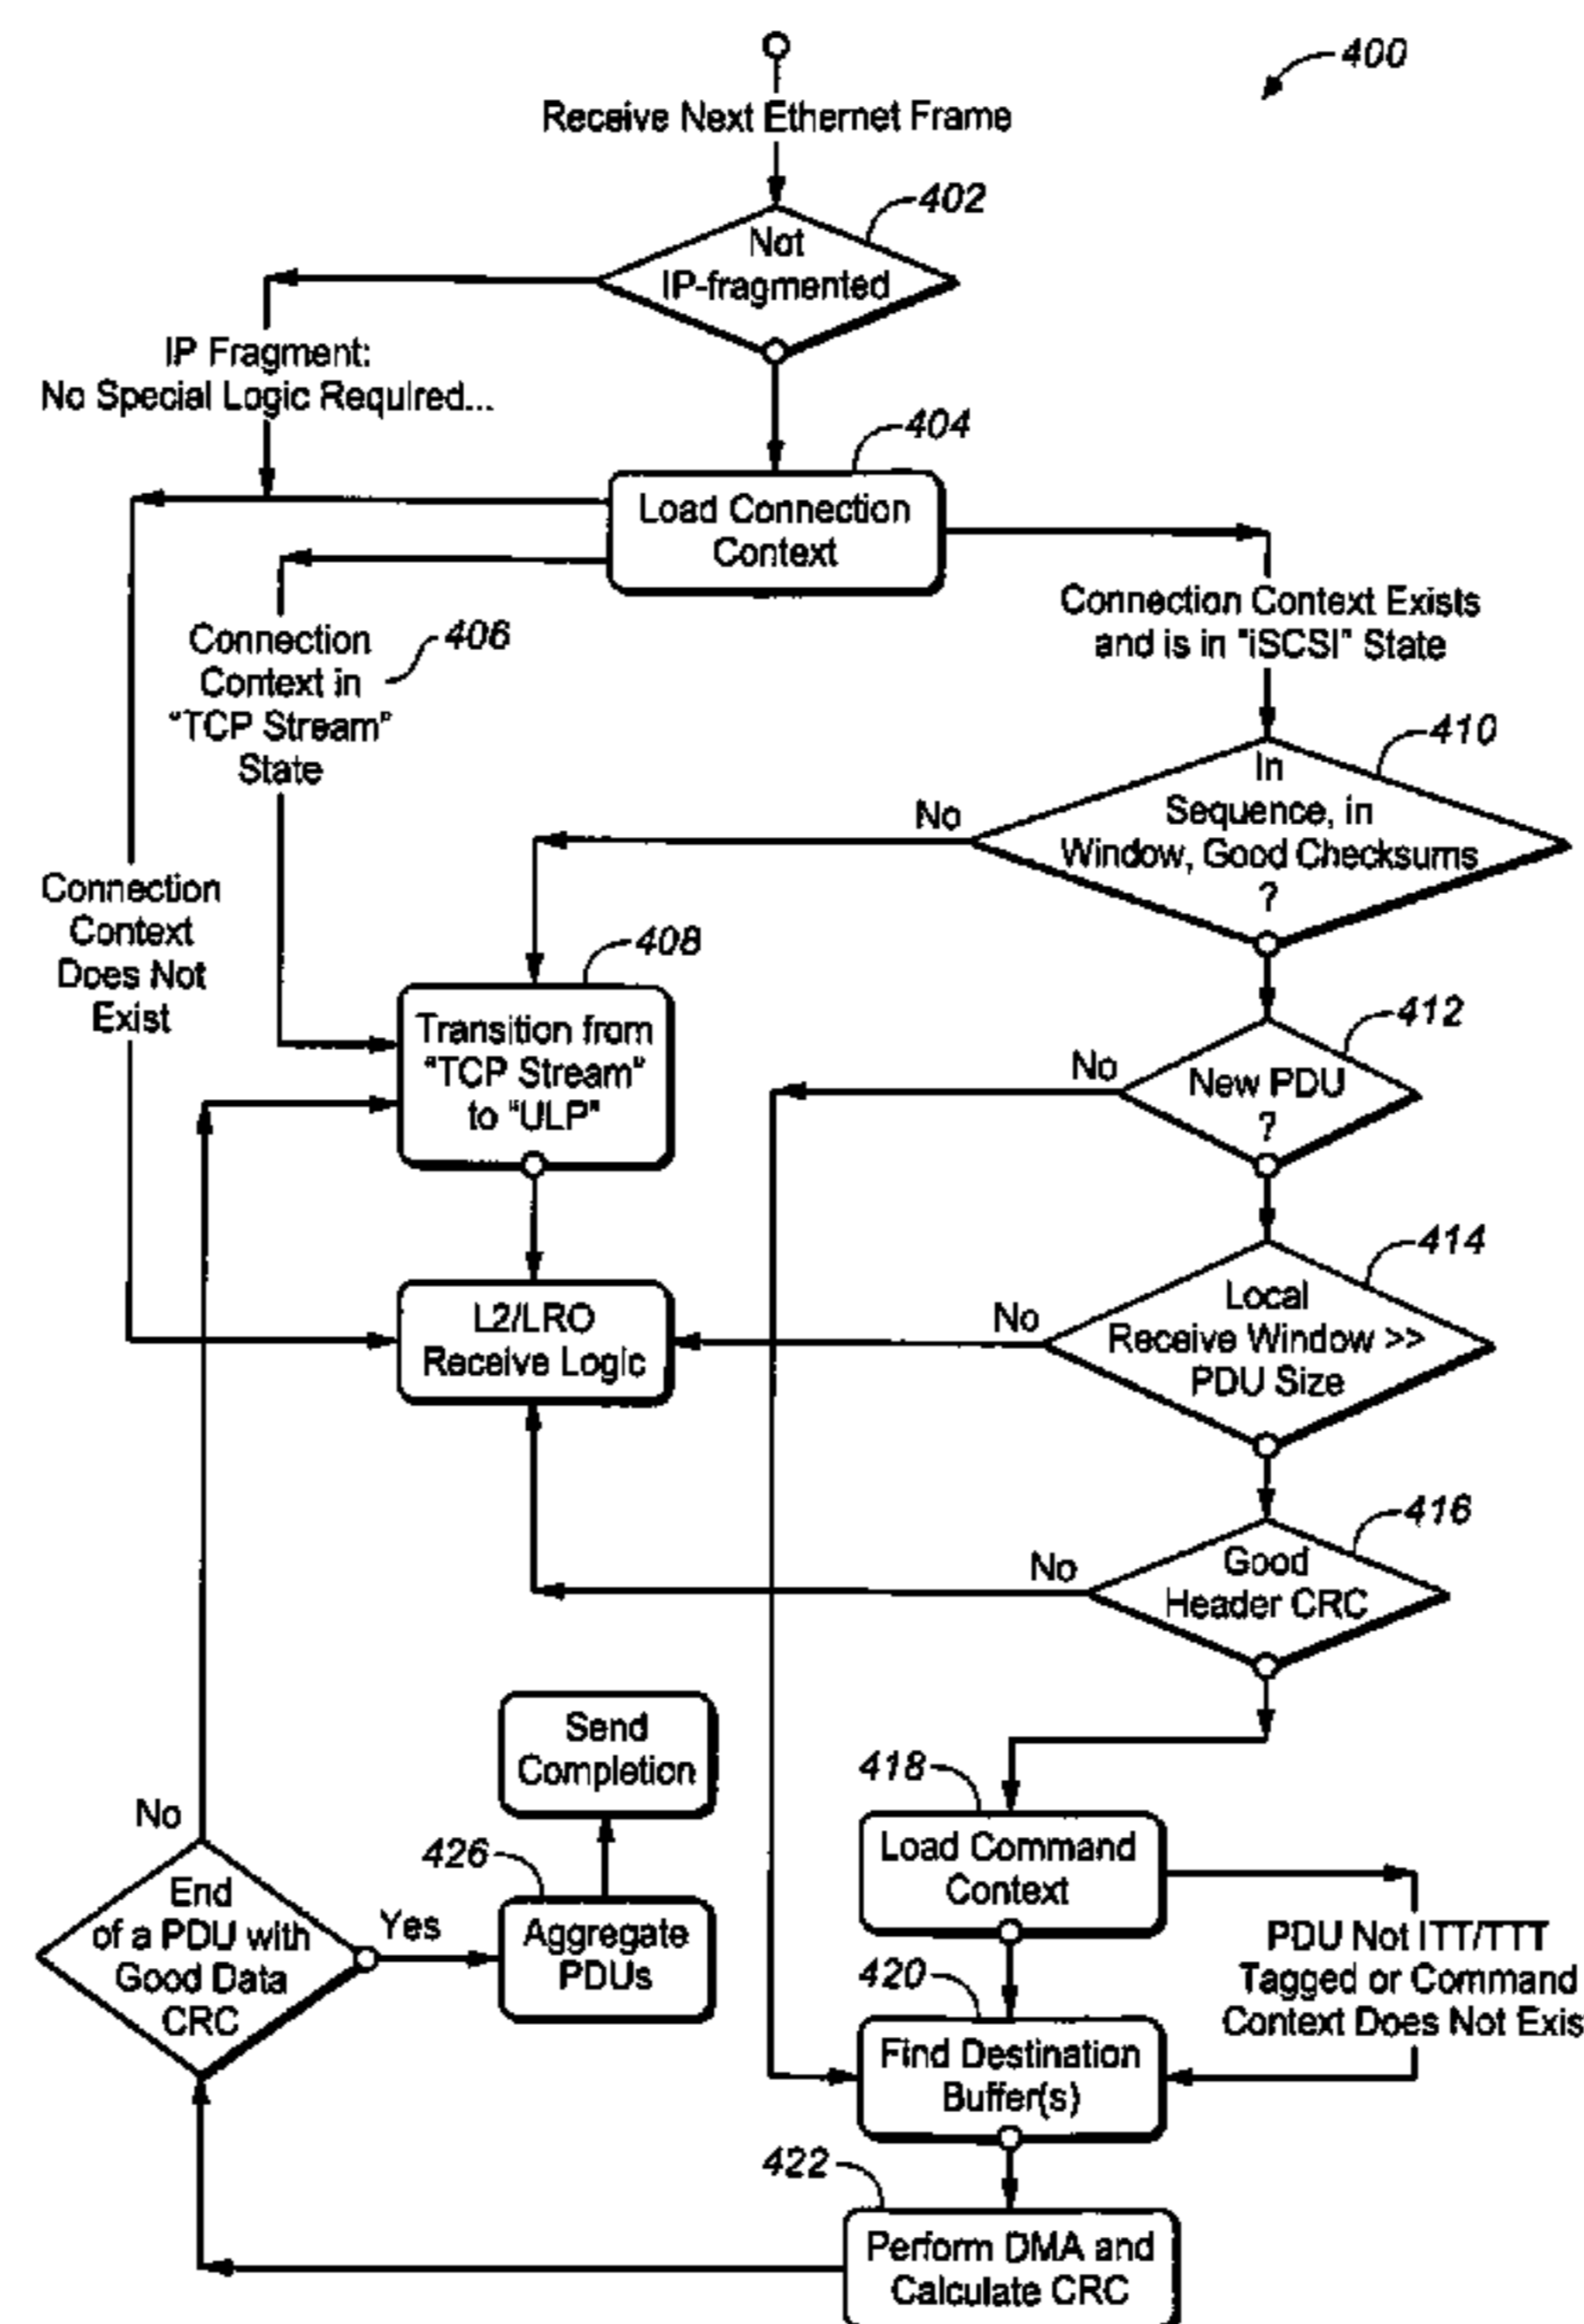 400
Receive Next Ethernet Frame
402
Not
IP-fragmented
IP Fragment:
No Special Logic Required...
404
Load Connection
Context
Connection Context Exists
and is in "iSCSI" State
Connection
Context in
"TCP Stream"
State
406
410
In
Sequence, in
Window, Good Checksums
?
No
Connection
Context
Does Not
Exist
408
Transition from
"TCP Stream"
to "ULP"
412
New PDU
?
No
414
Local
Receive Window >>
PDU Size
No
L2/LRO
Receive Logic
416
Good
Header CRC
No
Send
Completion
418
Load Command
Context
No
426
End
of a PDU with
Good Data
CRC
Yes
Aggregate
PDUs
PDU Not ITT/TTT
Tagged or Command
Context Does Not Exis
420
Find Destination
Buffer(s)
422
Perform DMA and
Calculate CRC